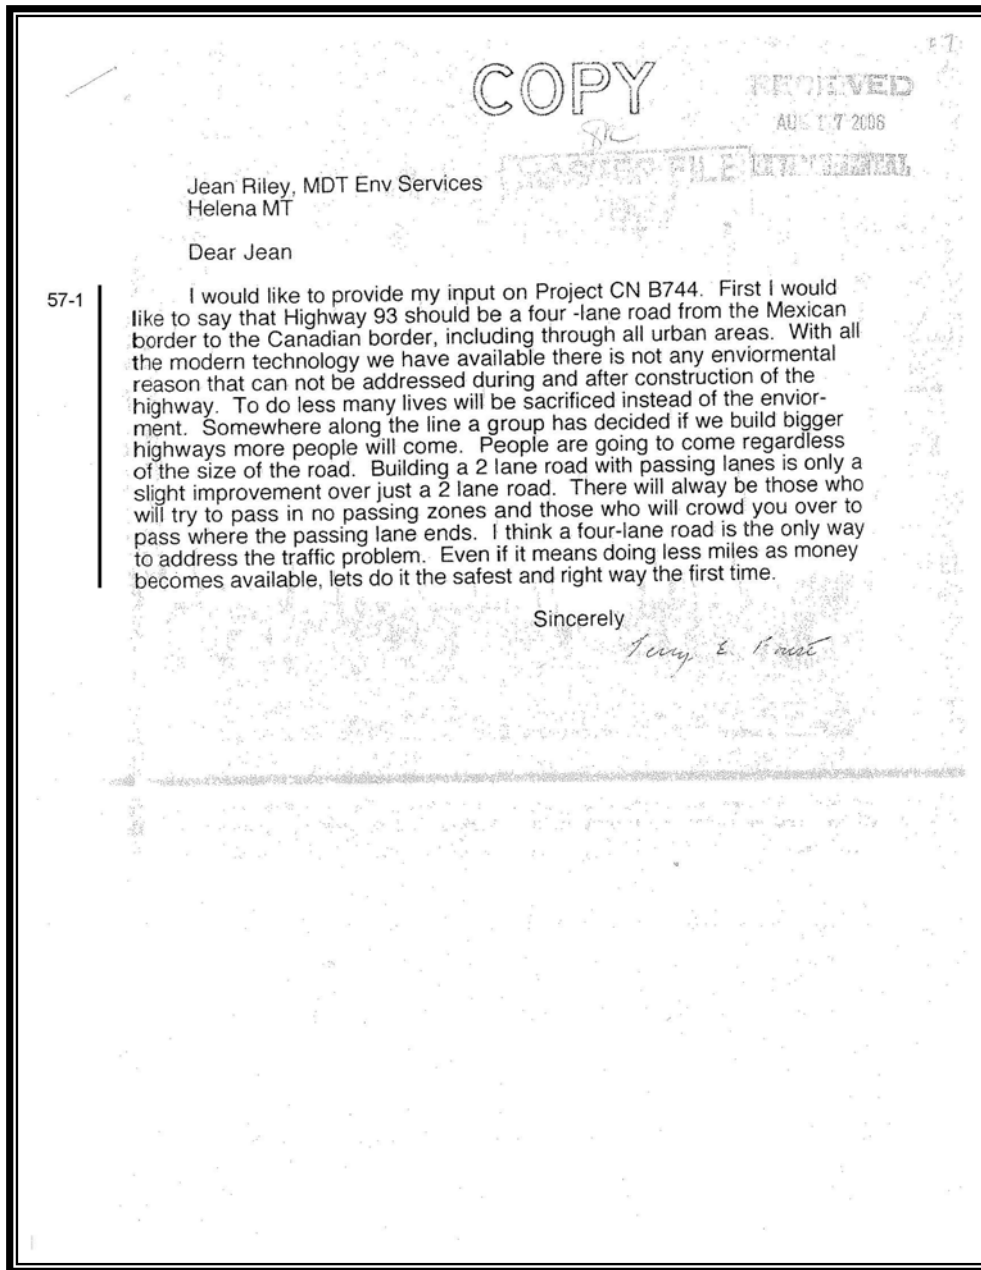 COPY
RECIEVED
AUG 17 2006
MASTER FILE
Jean Riley, MDT Env Services
Helena MT
Dear Jean
57-1
I would like to provide my input on Project CN B744. First I would
like to say that Highway 93 should be a four -lane road from the Mexican
border to the Canadian border, including through all urban areas. With all
the modern technology we have available there is not any enviormental
reason that can not be addressed during and after construction of the
highway. To do less many lives will be sacrificed instead of the envior-
ment. Somewhere along the line a group has decided if we build bigger
highways more people will come. People are going to come regardless
of the size of the road. Building a 2 lane road with passing lanes is only a
slight improvement over just a 2 lane road. There will alway be those who
will try to pass in no passing zones and those who will crowd you over to
pass where the passing lane ends. I think a four-lane road is the only way
to address the traffic problem. Even if it means doing less miles as money
becomes available, lets do it the safest and right way the first time.
Sincerely
Terry E.